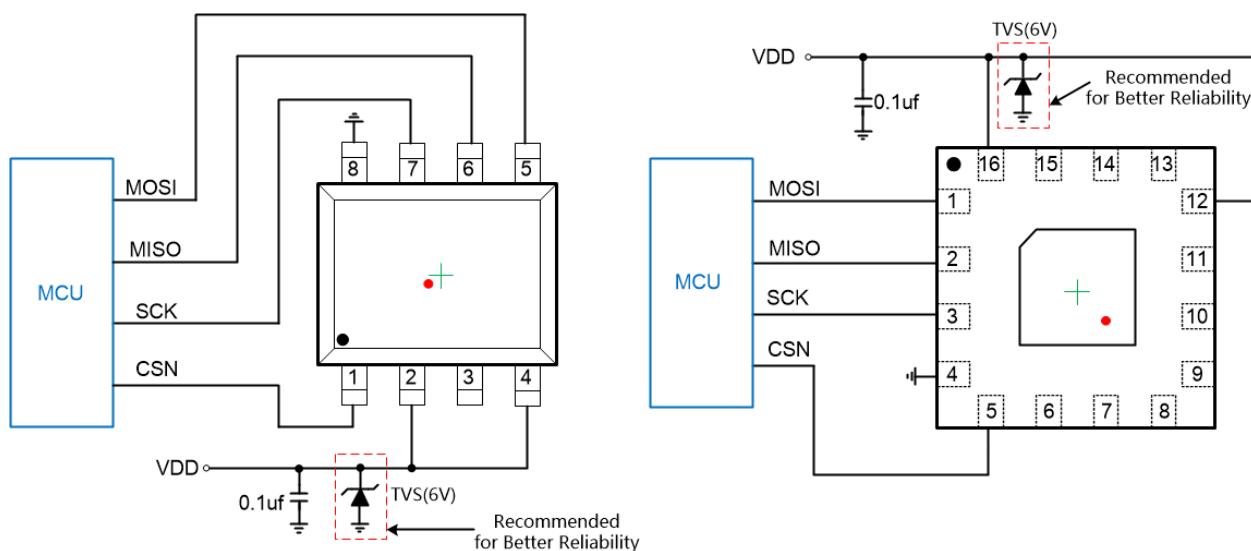 MCU
MOSI
MISO
SCK
CSN
8
7
6
5
1
2
3
4
VDD
0.1uf
TVS(6V)
Recommended
for Better Reliability
TVS(6V)
VDD
0.1uf
Recommended
for Better Reliability
MCU
MOSI
MISO
SCK
CSN
16
15
14
13
1
2
3
4
12
11
10
9
5
6
7
8